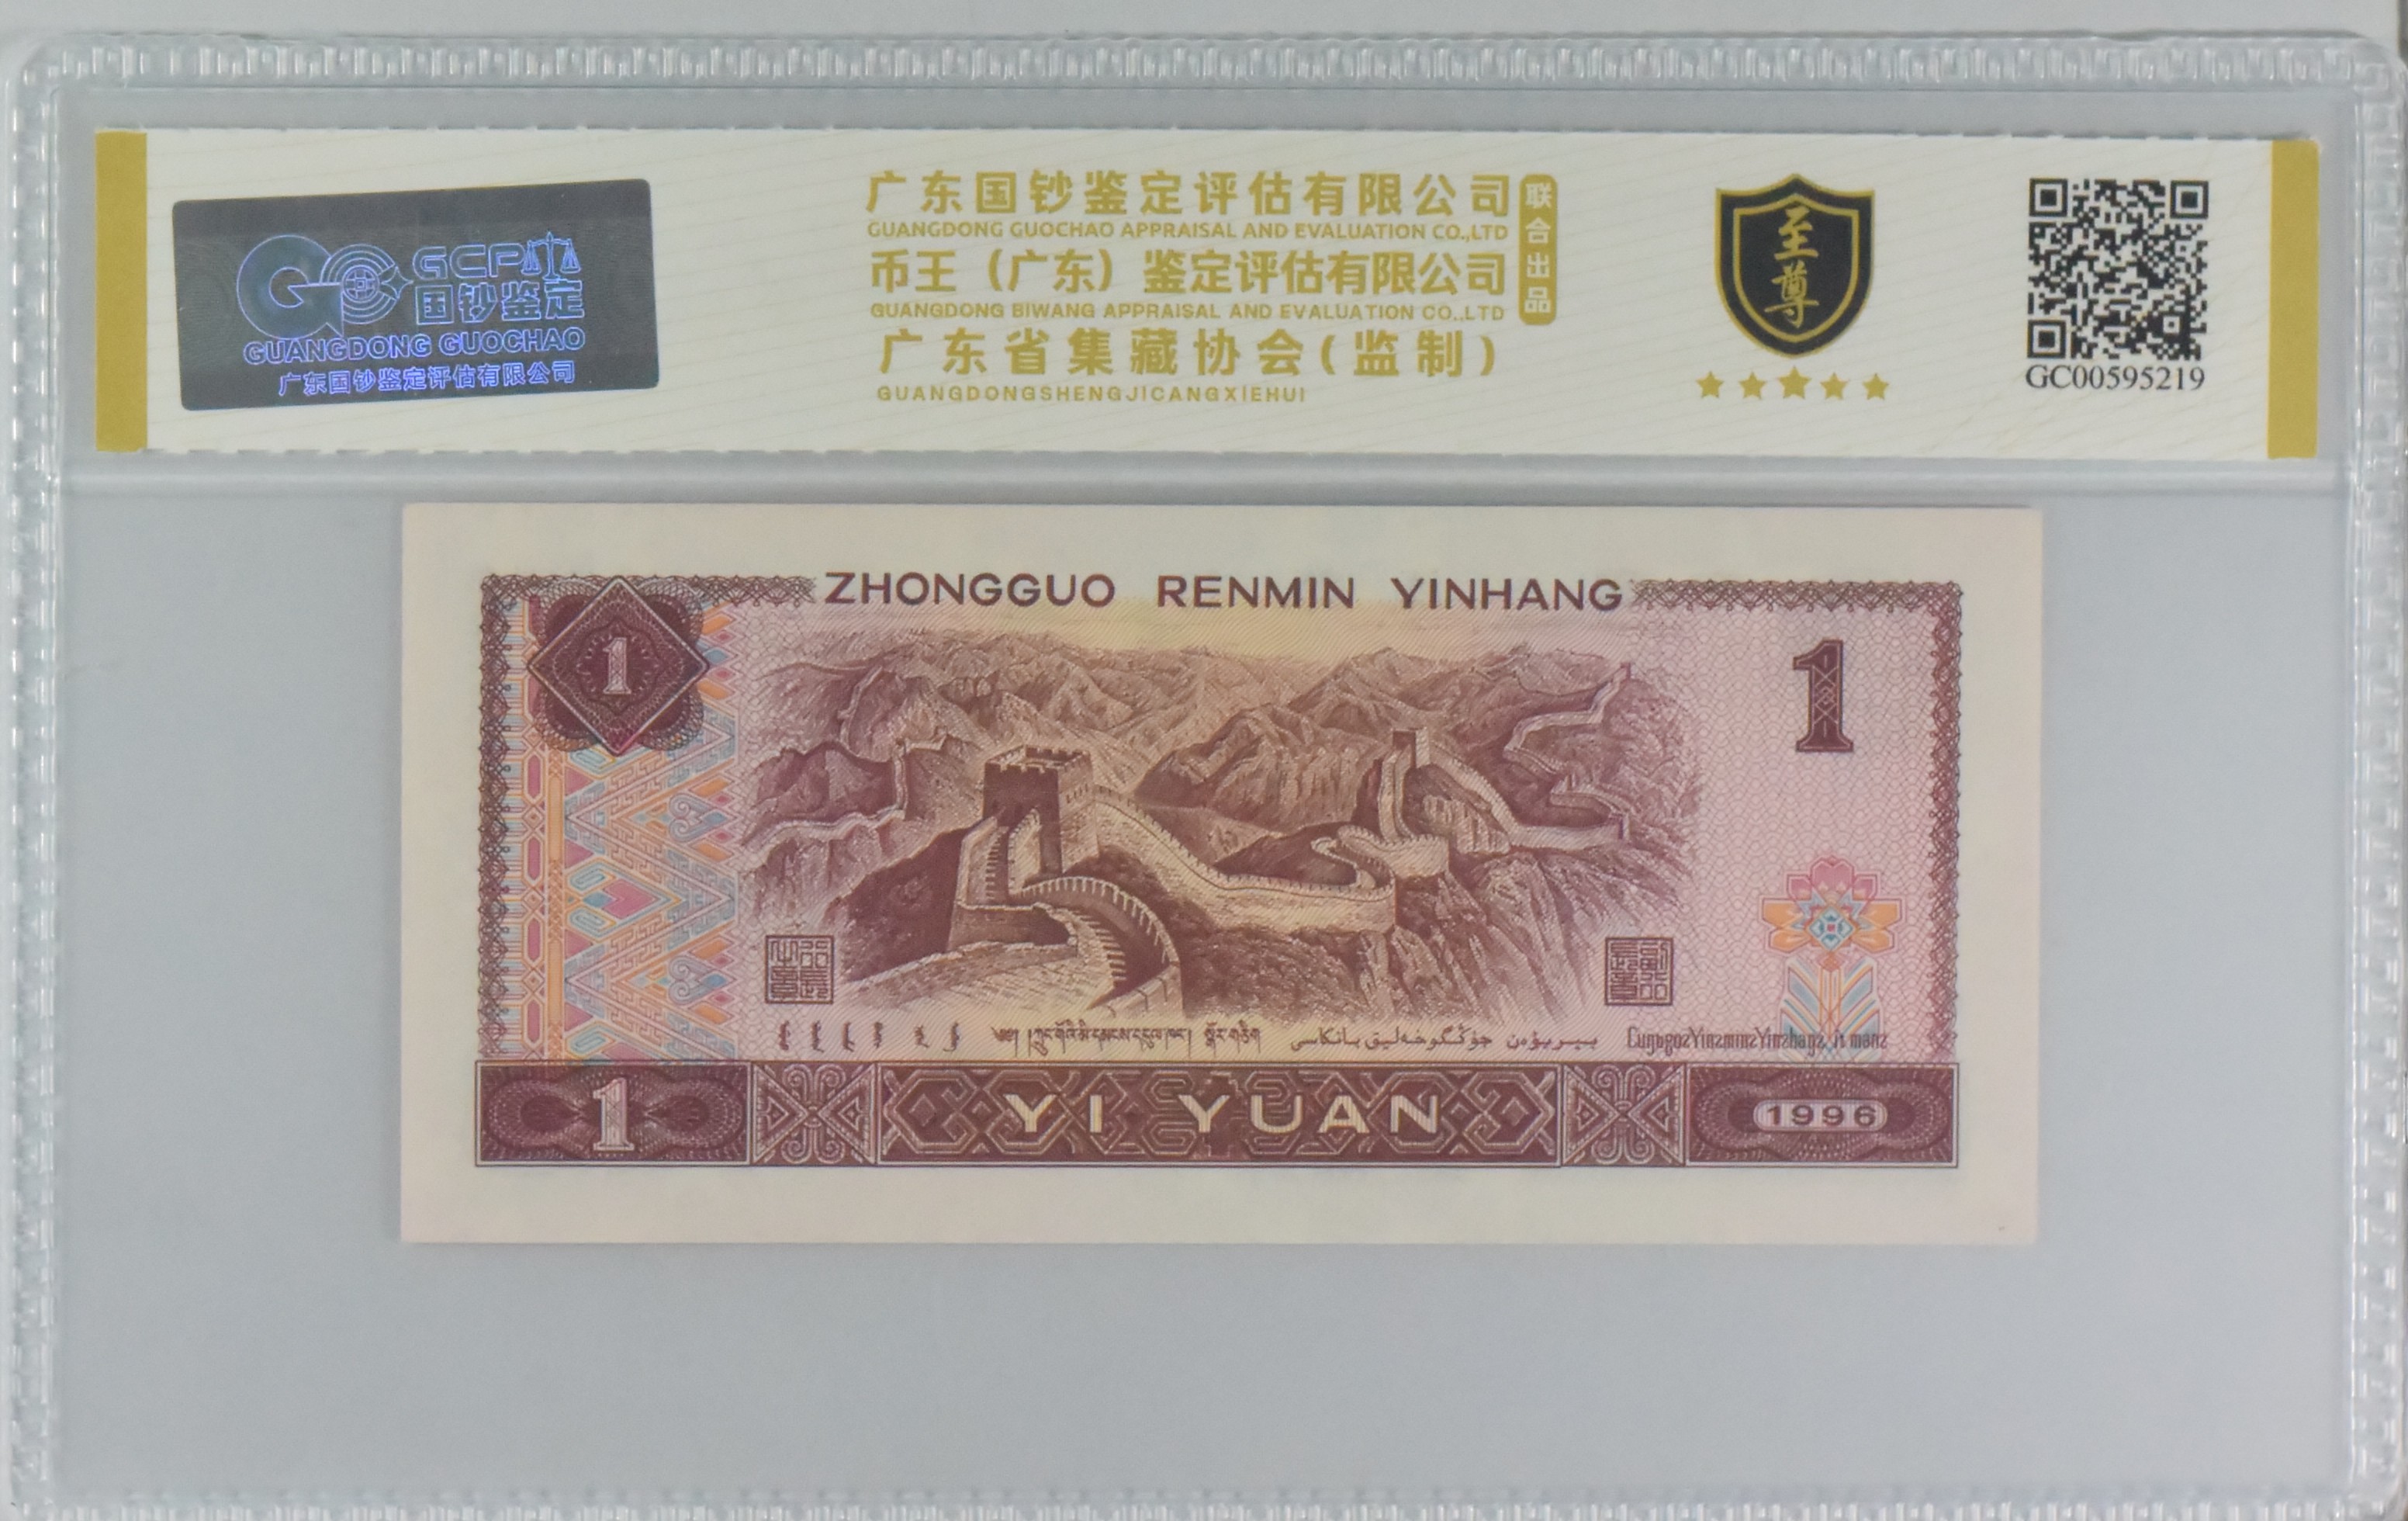 GCP
国钞鉴定
GUANGDONG GUOCHAO
广东国钞鉴定评估有限公司
广东国钞鉴定评估有限公司
GUANGDONG GUOCHAO APPRAISAL AND EVALUATION CO.,LTD
币王（广东）鉴定评估有限公司
GUANGDONG BIWANG APPRAISAL AND EVALUATION CO.,LTD
广东省集藏协会(监制)
GUANGDONGSHENGJICANGXIEHUI
联合出品
至尊
GC00595219
ZHONGGUO RENMIN YINHANG
1
1
1
YI YUAN
1996